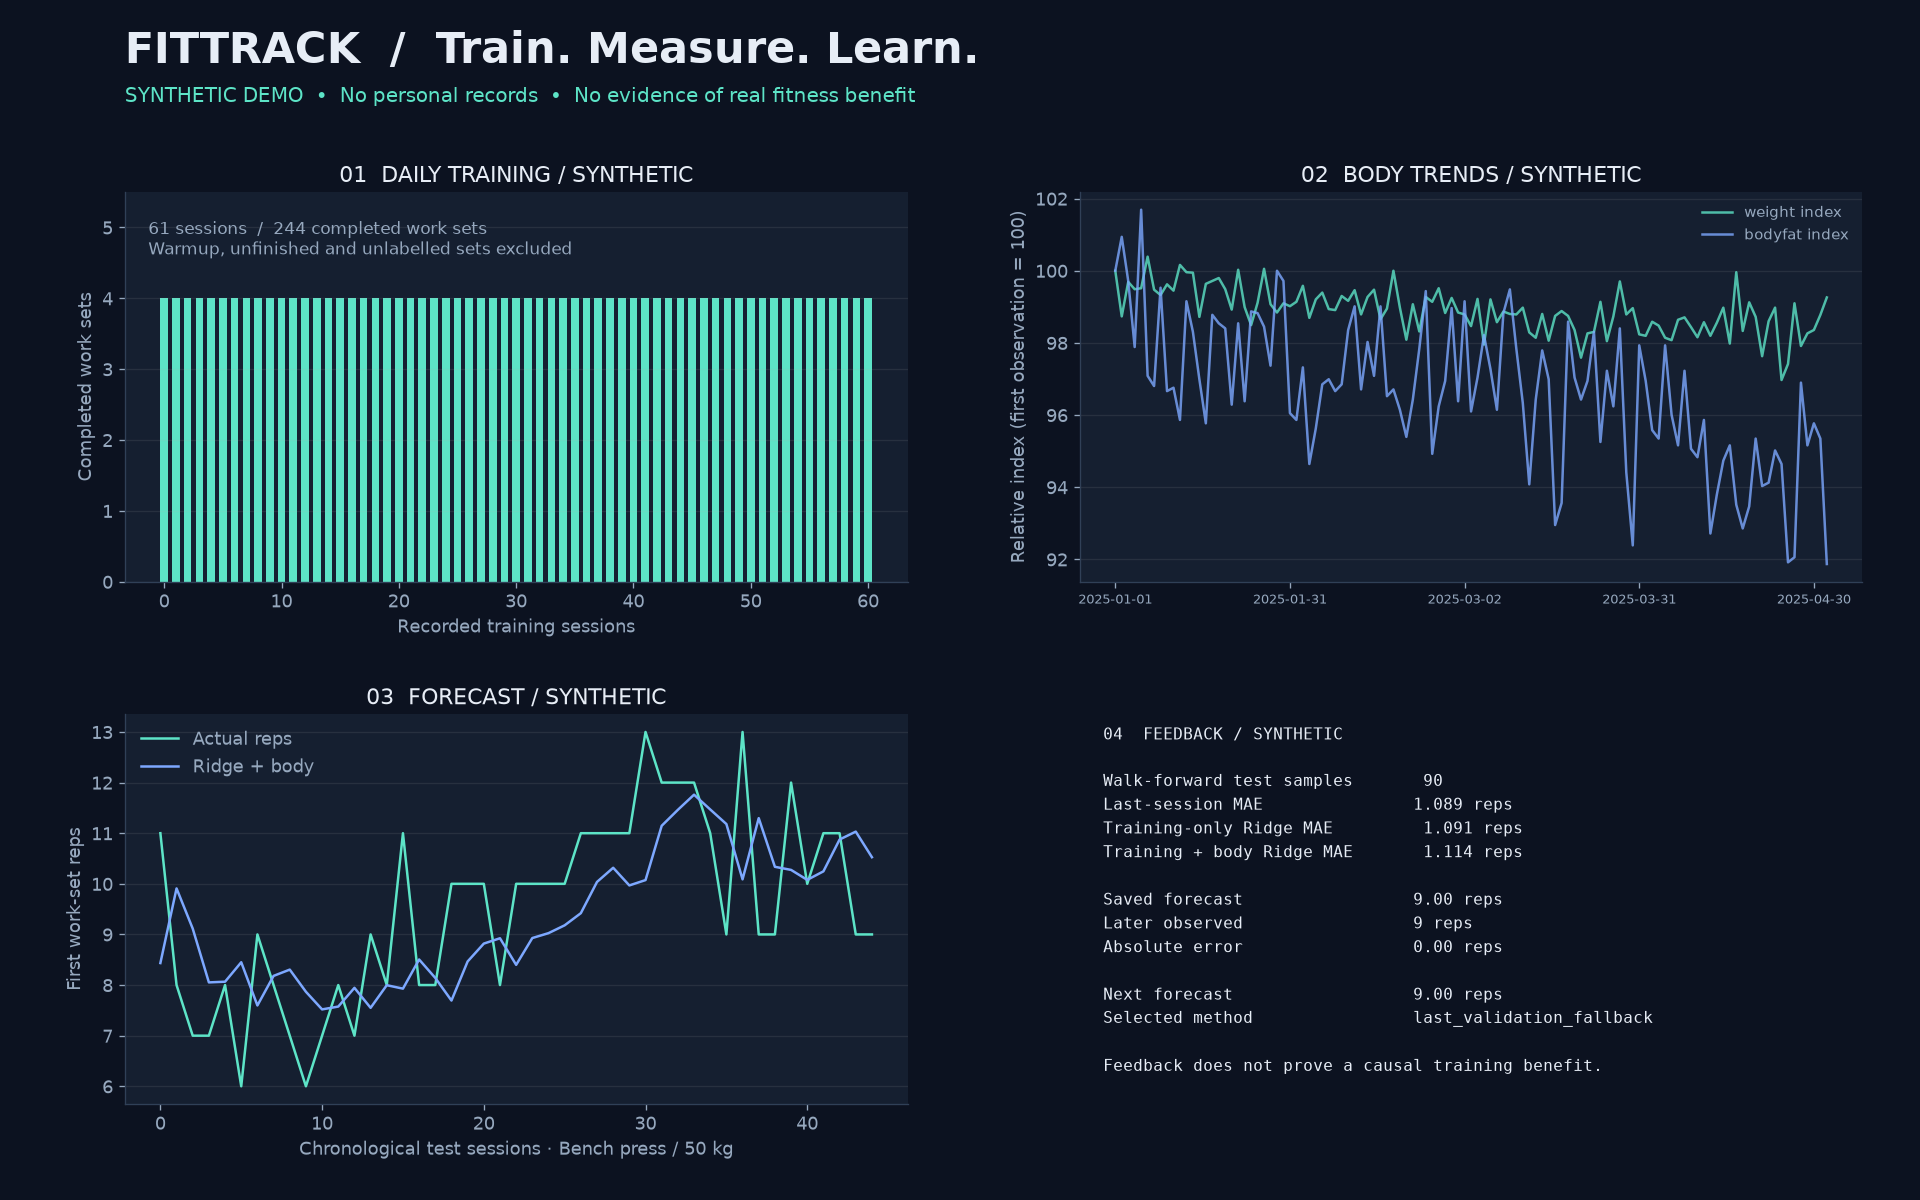 FITTRACK / Train. Measure. Learn.
SYNTHETIC DEMO • No personal records • No evidence of real fitness benefit
01 DAILY TRAINING / SYNTHETIC
61 sessions / 244 completed work sets
Warmup, unfinished and unlabelled sets excluded
Completed work sets
5
4
3
2
1
0
0 10 20 30 40 50 60
Recorded training sessions
02 BODY TRENDS / SYNTHETIC
weight index
bodyfat index
Relative index (first observation = 100)
102
100
98
96
94
92
2025-01-01 2025-01-31 2025-03-02 2025-03-31 2025-04-30
03 FORECAST / SYNTHETIC
Actual reps
Ridge + body
First work-set reps
13
12
11
10
9
8
7
6
0 10 20 30 40
Chronological test sessions · Bench press / 50 kg
04 FEEDBACK / SYNTHETIC
Walk-forward test samples 90
Last-session MAE 1.089 reps
Training-only Ridge MAE 1.091 reps
Training + body Ridge MAE 1.114 reps
Saved forecast 9.00 reps
Later observed 9 reps
Absolute error 0.00 reps
Next forecast 9.00 reps
Selected method last_validation_fallback
Feedback does not prove a causal training benefit.